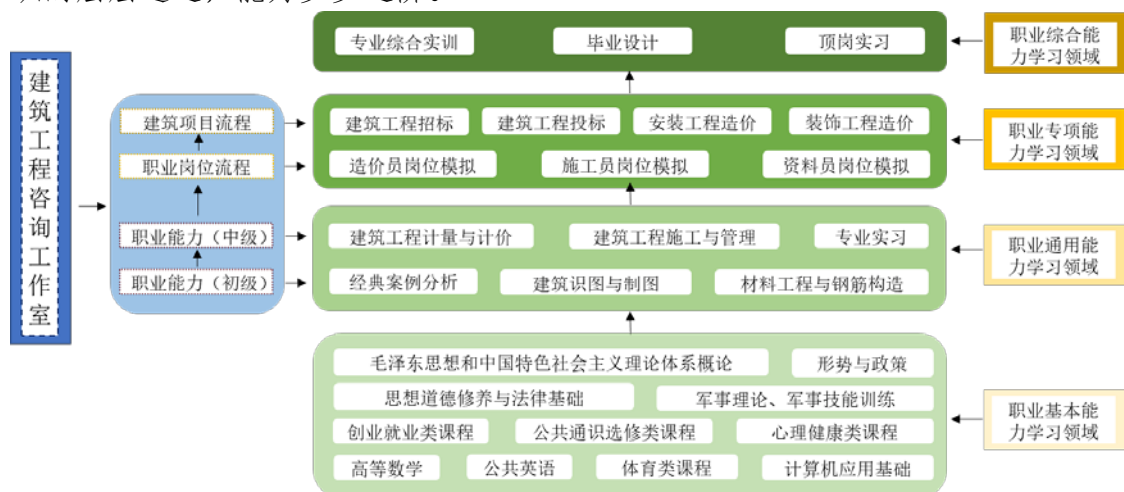 专业综合实训 毕业设计 顶岗实习
职业综合能
力学习领域
建筑工程咨询工作室
建筑项目流程
职业岗位流程
职业能力（中级）
职业能力（初级）
建筑工程招标 建筑工程投标 安装工程造价 装饰工程造价
造价员岗位模拟 施工员岗位模拟 资料员岗位模拟
职业专项能
力学习领域
建筑工程计量与计价 建筑工程施工与管理 专业实习
经典案例分析 建筑识图与制图 材料工程与钢筋构造
职业通用能
力学习领域
毛泽东思想和中国特色社会主义理论体系概论 形势与政策
思想道德修养与法律基础 军事理论、军事技能训练
创业就业类课程 公共通识选修类课程 心理健康类课程
高等数学 公共英语 体育类课程 计算机应用基础
职业基本能
力学习领域